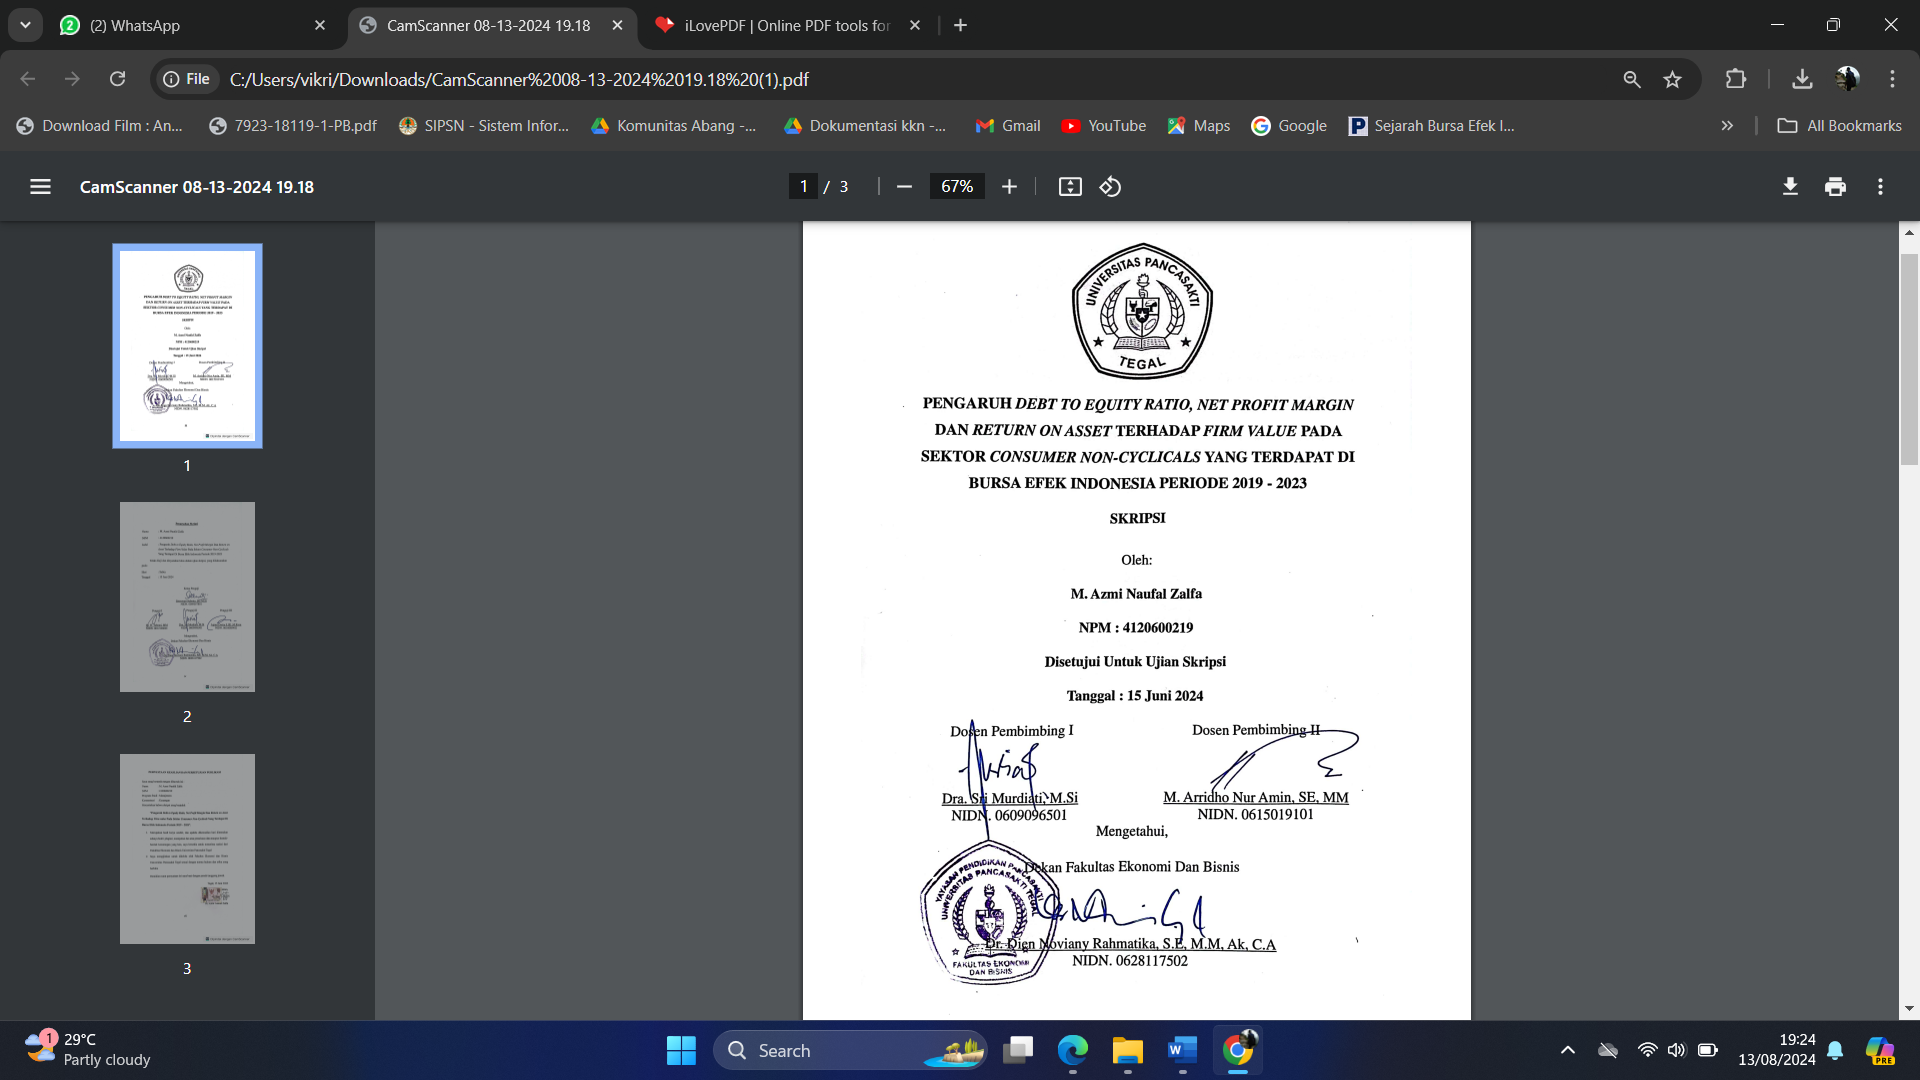 (2) WhatsApp
CamScanner 08-13-2024 19.18
iLovePDF | Online PDF tools for
File
C:/Users/vikri/Downloads/CamScanner%2008-13-2024%2019.18%20(1).pdf
Download Film : An...
7923-18119-1-PB.pdf
SIPSN - Sistem Infor...
Komunitas Abang -...
Dokumentasi kkn -...
Gmail
YouTube
Maps
Google
Sejarah Bursa Efek I...
All Bookmarks
CamScanner 08-13-2024 19.18
1 / 3
67%
1
2
3
UNIVERSITAS PANCASAKTI
TEGAL
PENGARUH DEBT TO EQUITY RATIO, NET PROFIT MARGIN
DAN RETURN ON ASSET TERHADAP FIRM VALUE PADA
SEKTOR CONSUMER NON-CYCLICALS YANG TERDAPAT DI
BURSA EFEK INDONESIA PERIODE 2019 - 2023
SKRIPSI
Oleh:
M. Azmi Naufal Zalfa
NPM : 4120600219
Disetujui Untuk Ujian Skripsi
Tanggal : 15 Juni 2024
Dosen Pembimbing I
Dosen Pembimbing II
Dra. Sri Murdiati, M.Si
NIDN. 0609096501
M. Arridho Nur Amin, SE, MM
NIDN. 0615019101
Mengetahui,
Dekan Fakultas Ekonomi Dan Bisnis
YAYASAN PENDIDIKAN PANCASAKTI
UNIVERSITAS PANCASAKTI TEGAL
FAKULTAS EKONOMI
DAN BISNIS
Dr. Dien Noviany Rahmatika, S.E, M.M, Ak, C.A
NIDN. 0628117502
1
29°C
Partly cloudy
Search
PRE
19:24
13/08/2024